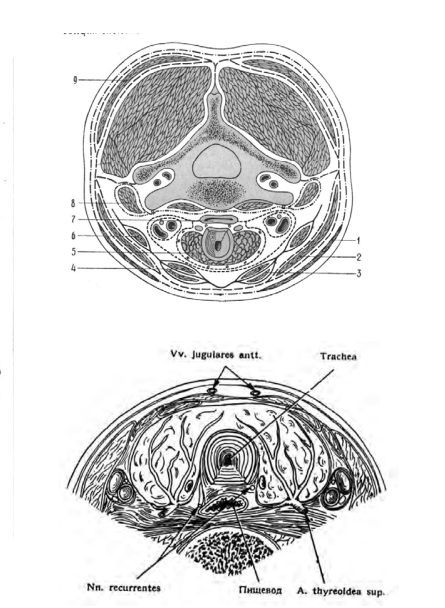 9
8
7
6
5
4
1
2
3
Vv. jugulares antt.
Trachea
Nn. recurrentes
Пищевод
A. thyreoidea sup.